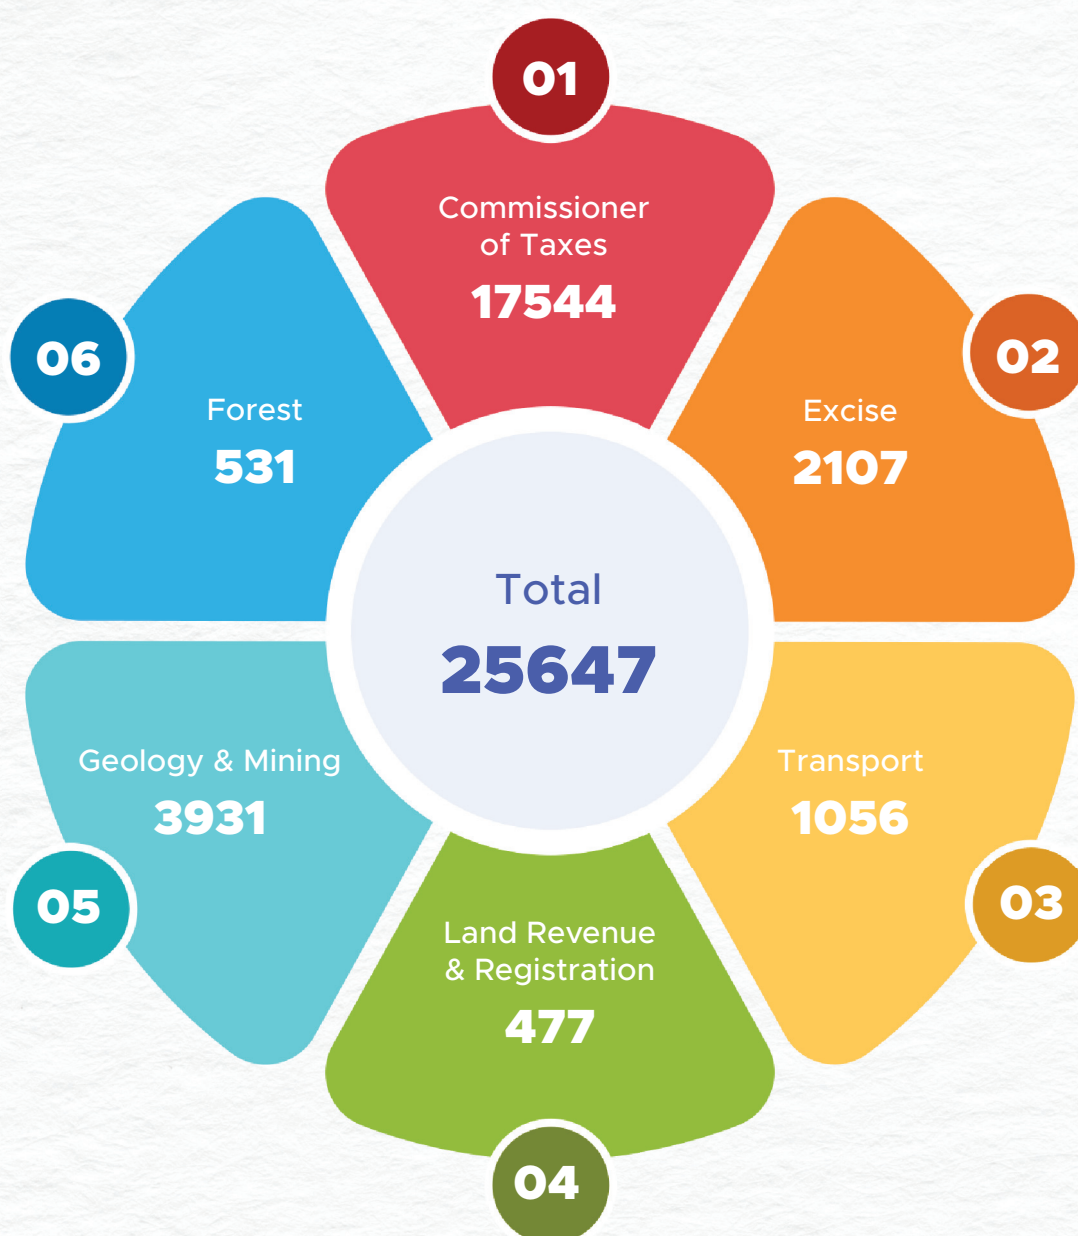 01
Commissioner
of Taxes
17544
02
Excise
2107
03
Transport
1056
04
Land Revenue
& Registration
477
05
Geology & Mining
3931
06
Forest
531
Total
25647